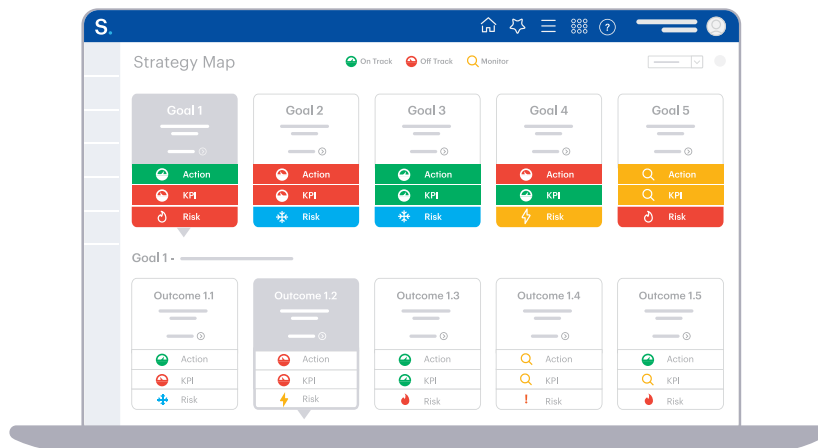 S.
?
Strategy Map
On Track
Off Track
Monitor
Goal 1
Goal 2
Goal 3
Goal 4
Goal 5
Action
Action
Action
Action
Action
KPI
KPI
KPI
KPI
KPI
Risk
Risk
Risk
Risk
Risk
Goal 1 -
Outcome 1.1
Outcome 1.2
Outcome 1.3
Outcome 1.4
Outcome 1.5
Action
Action
Action
Action
Action
KPI
KPI
KPI
KPI
KPI
Risk
Risk
Risk
! Risk
Risk